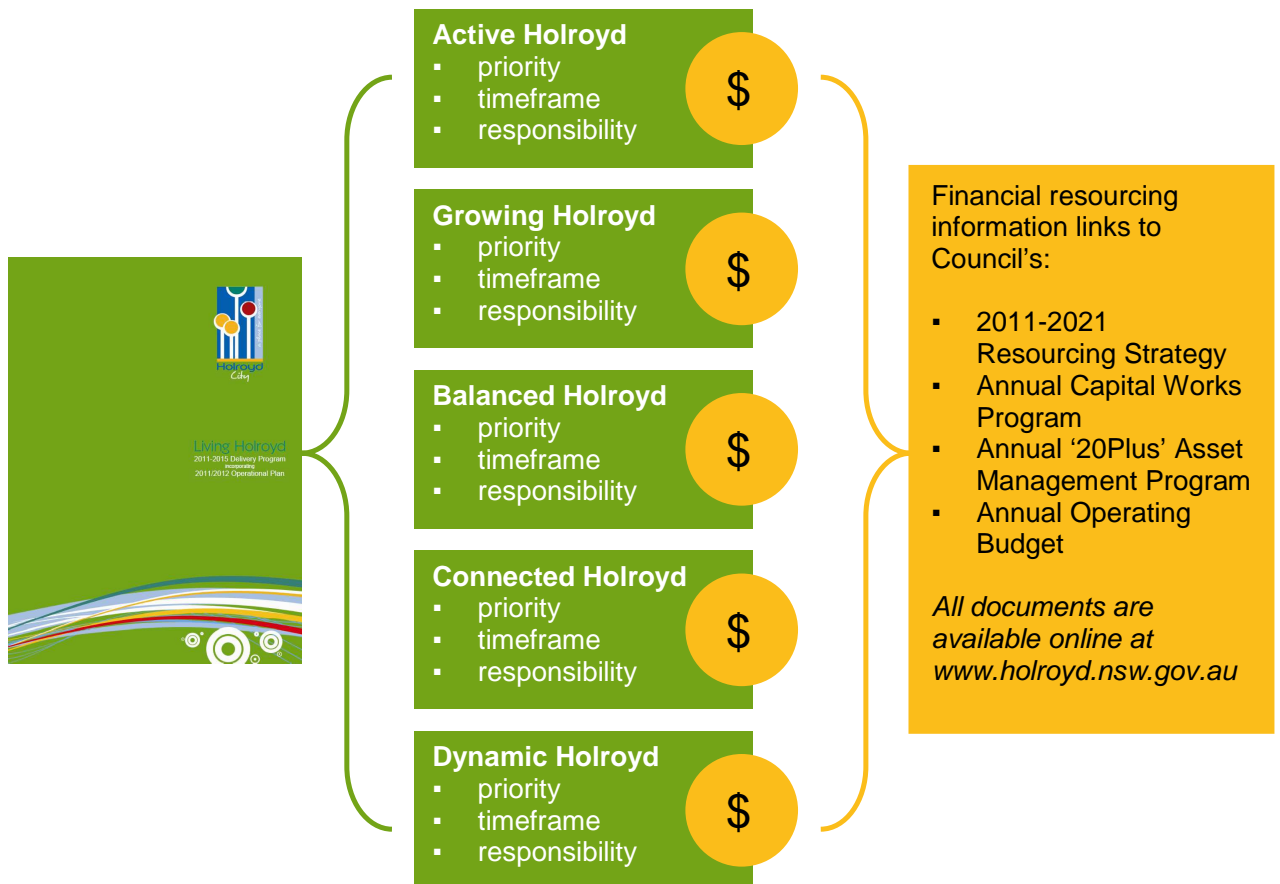 Holroyd
City
Living Holroyd
2011-2015 Delivery Program
incorporating
2011/2012 Operational Plan
Active Holroyd
▪ priority
▪ timeframe
▪ responsibility
$
Growing Holroyd
▪ priority
▪ timeframe
▪ responsibility
$
Balanced Holroyd
▪ priority
▪ timeframe
▪ responsibility
$
Connected Holroyd
▪ priority
▪ timeframe
▪ responsibility
$
Dynamic Holroyd
▪ priority
▪ timeframe
▪ responsibility
$
Financial resourcing
information links to
Council’s:
▪ 2011-2021
Resourcing Strategy
▪ Annual Capital Works
Program
▪ Annual ‘20Plus’ Asset
Management Program
▪ Annual Operating
Budget
All documents are
available online at
www.holroyd.nsw.gov.au